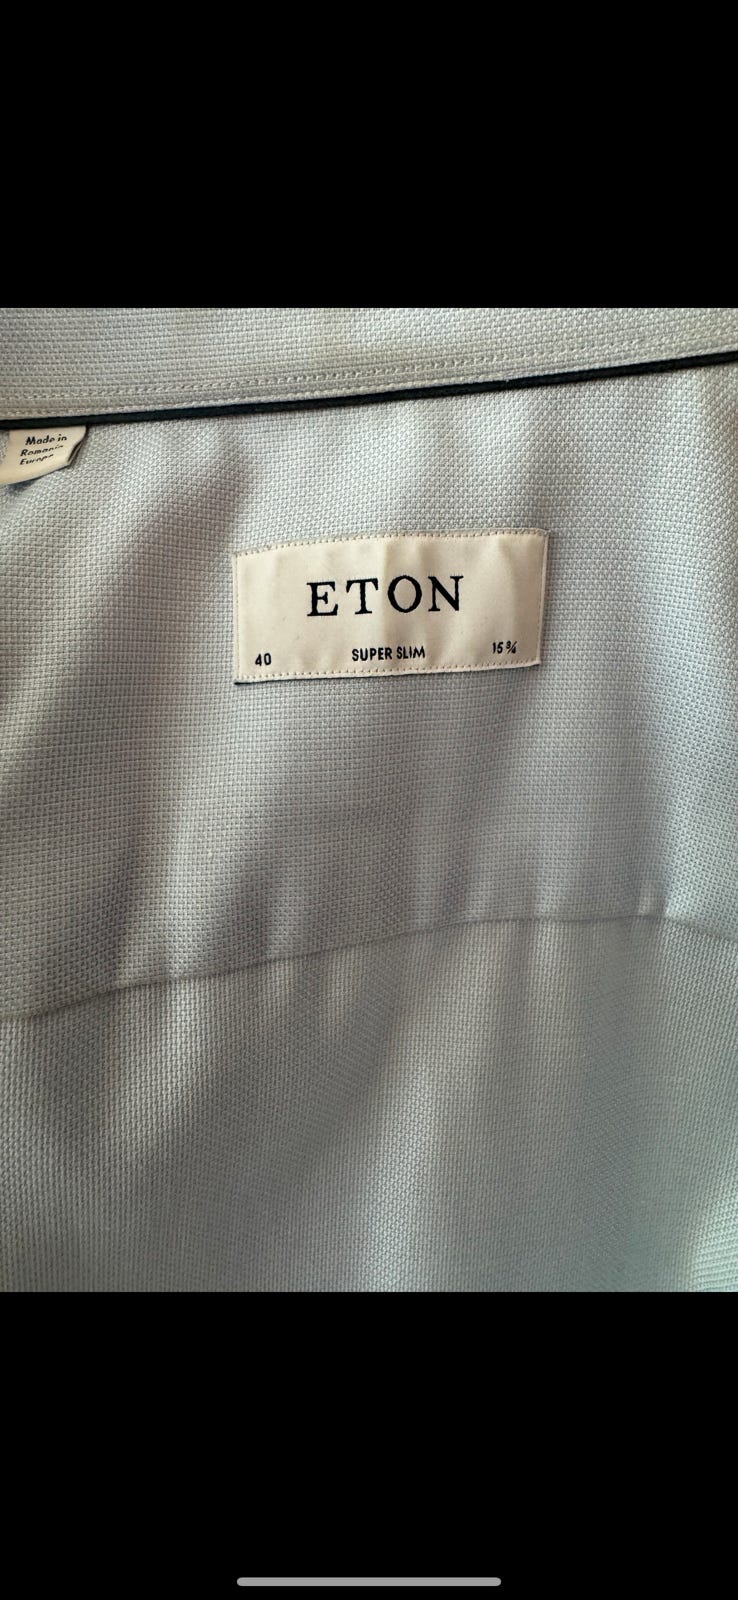 Made in
Romania
Europe
ETON
40 SUPER SLIM 15 ¾